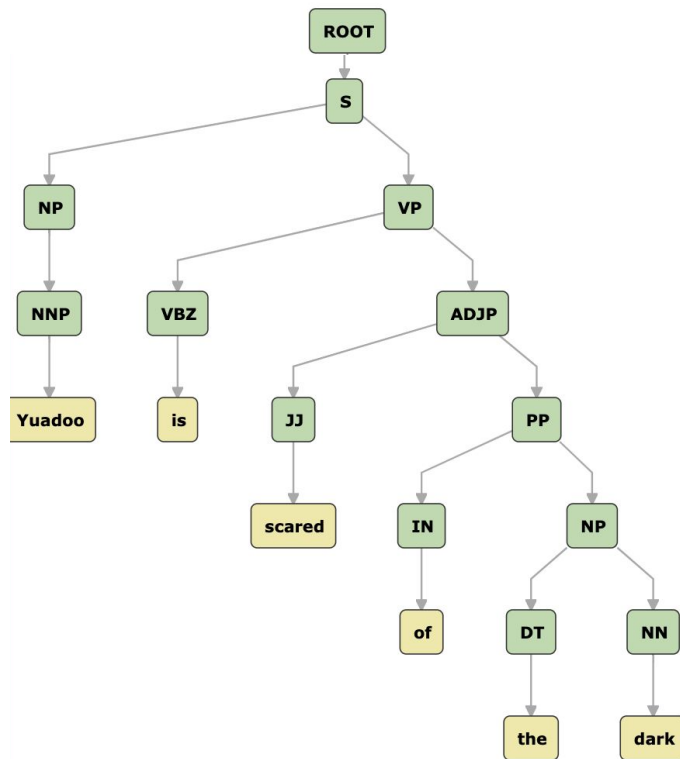 ROOT
S
NP VP
NNP VBZ ADJP
Yuadoo is JJ PP
scared IN NP
of DT NN
the dark